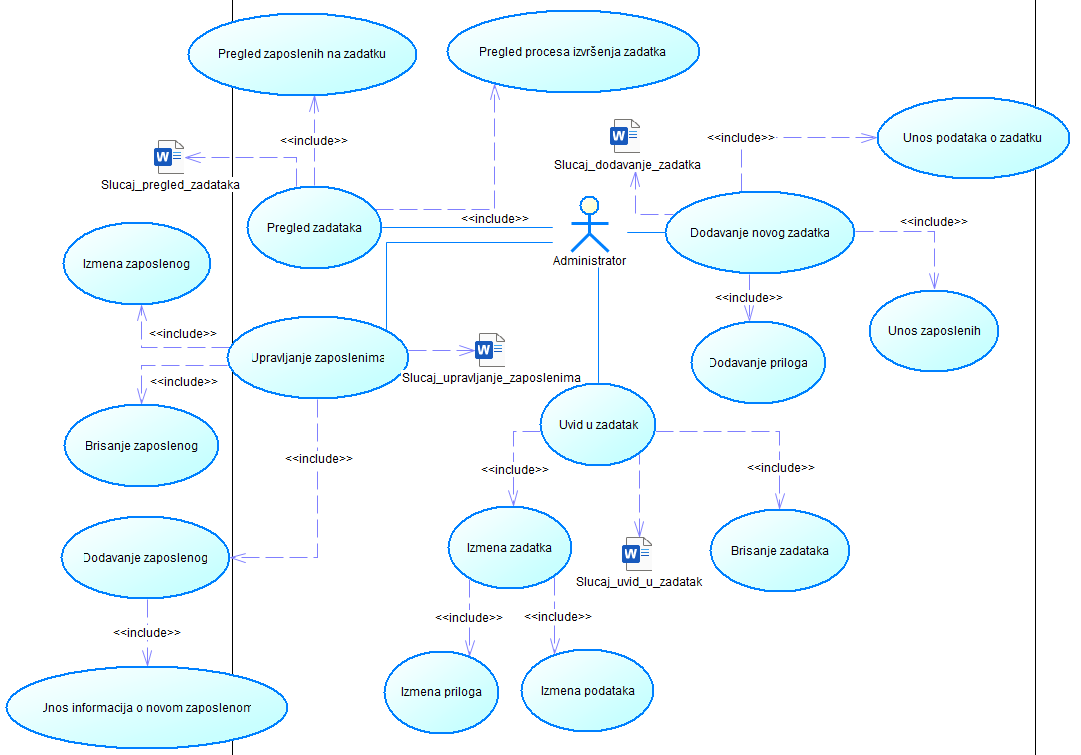 Pregled zaposlenih na zadatku
Pregled procesa izvršenja zadatka
<<include>>
Slucaj_pregled_zadataka
Slucaj_dodavanje_zadatka
<<include>>
Unos podataka o zadatku
Pregled zadataka
<<include>>
Administrator
Dodavanje novog zadatka
<<include>>
Izmena zaposlenog
<<include>>
Unos zaposlenih
<<include>>
Upravljanje zaposlenima
Slucaj_upravljanje_zaposlenima
Dodavanje priloga
<<include>>
Brisanje zaposlenog
Uvid u zadatak
<<include>>
<<include>>
<<include>>
Dodavanje zaposlenog
Izmena zadatka
Slucaj_uvid_u_zadatak
Brisanje zadataka
<<include>>
<<include>>
<<include>>
Unos informacija o novom zaposlenom
Izmena priloga
Izmena podataka